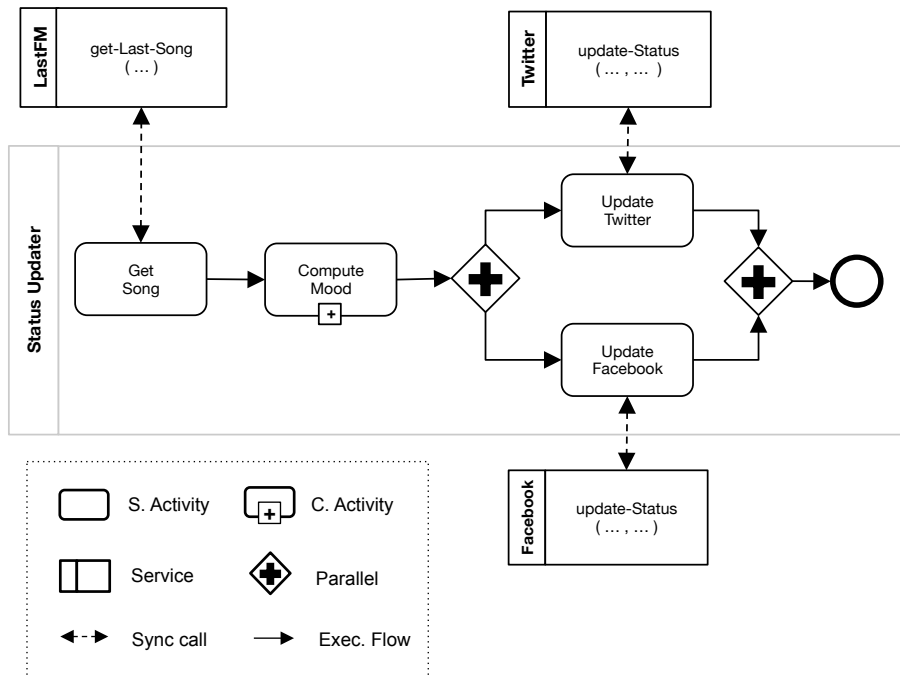 LastFM
get-Last-Song
( ... )
Twitter
update-Status
( ... , ... )
Status Updater
Get
Song
Compute
Mood
Update
Twitter
Update
Facebook
Facebook
update-Status
( ... , ... )
S. Activity
C. Activity
Service
Parallel
Sync call
Exec. Flow